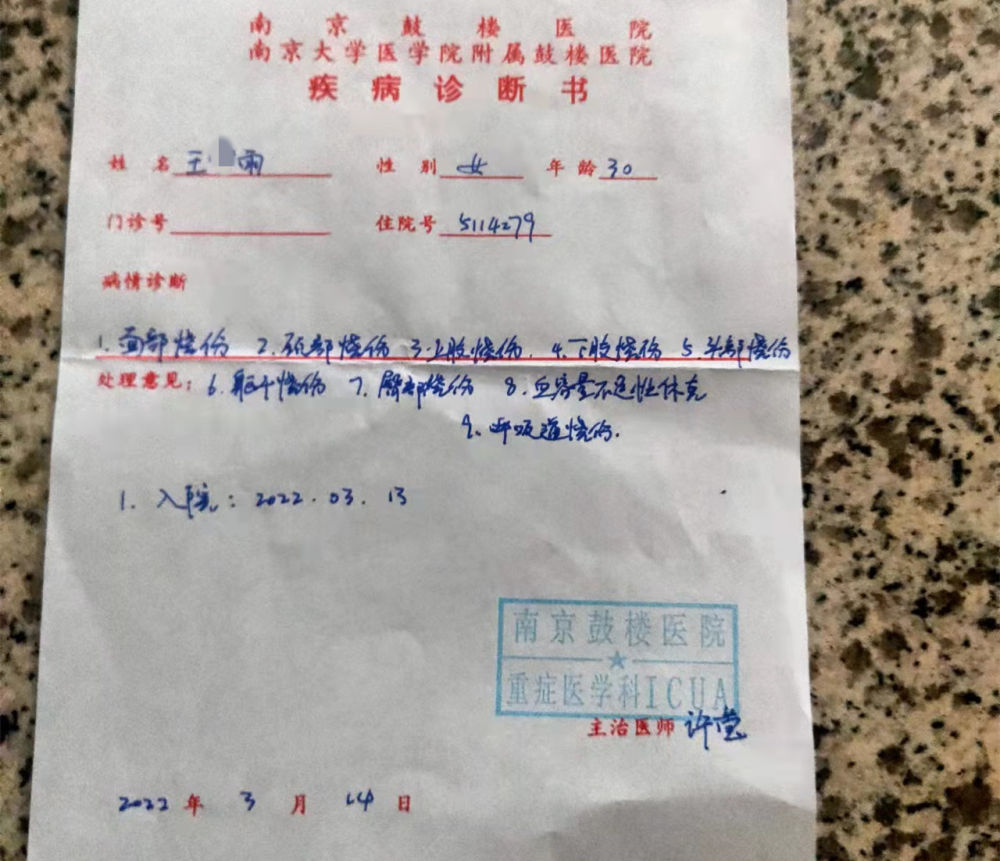 南京鼓楼医院
南京大学医学院附属鼓楼医院
疾病诊断书
姓名 王 雨 性别 女 年龄 30
门诊号 住院号 5114279
病情诊断
1. 面部烧伤 2. 颈部烧伤 3. 上肢烧伤. 4. 下肢烧伤 5. 头部烧伤
处理意见: 6. 躯干烧伤 7. 臀部烧伤 8. 血容量不足性休克
9. 呼吸道烧伤.
1. 入院: 2022.03.13
南京鼓楼医院
重症医学科ICUA
主治医师 许莹
2022年3月14日